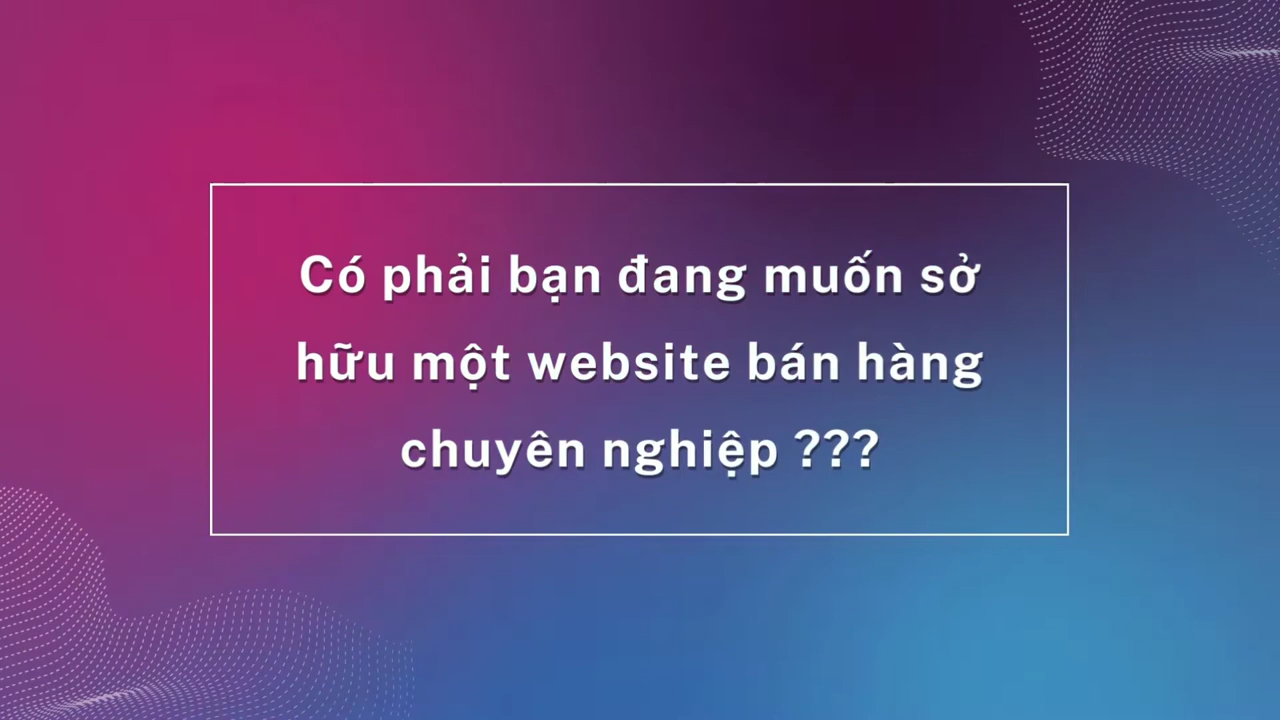 Có phải bạn đang muốn sở
hữu một website bán hàng
chuyên nghiệp ???